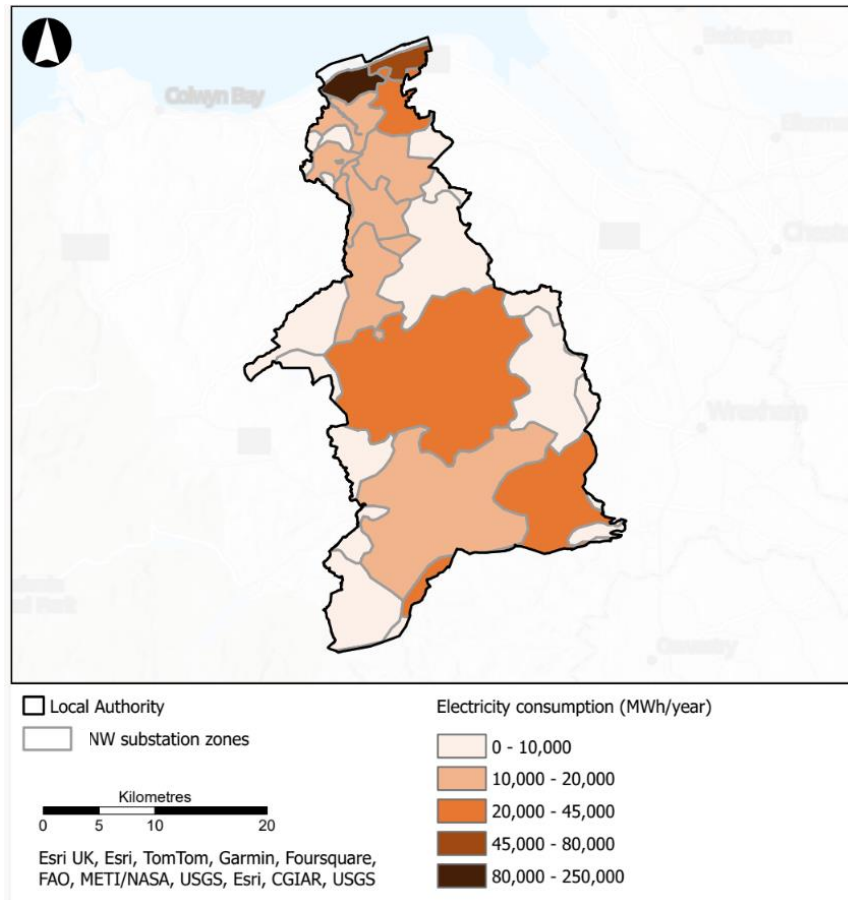 Colwyn Bay
Wrexham
Oswestry
Local Authority
NW substation zones
Kilometres
0 5 10 20
Esri UK, Esri, TomTom, Garmin, Foursquare,
FAO, METI/NASA, USGS, Esri, CGIAR, USGS
Electricity consumption (MWh/year)
0 - 10,000
10,000 - 20,000
20,000 - 45,000
45,000 - 80,000
80,000 - 250,000